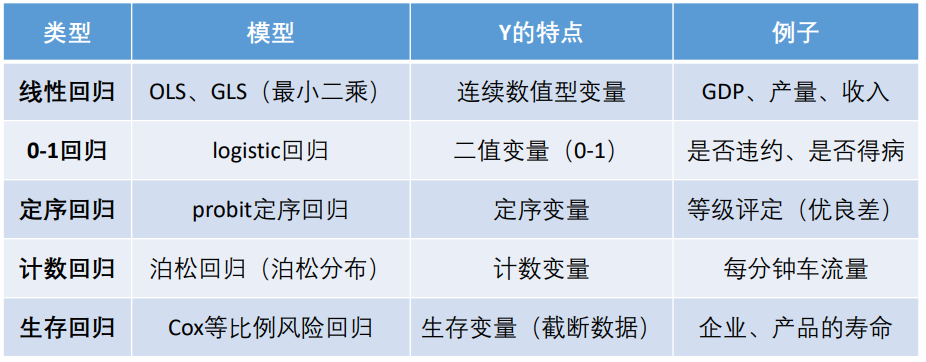 类型 模型 Y的特点 例子
线性回归 OLS、GLS（最小二乘） 连续数值型变量 GDP、产量、收入
0-1回归 logistic回归 二值变量（0-1） 是否违约、是否得病
定序回归 probit定序回归 定序变量 等级评定（优良差）
计数回归 泊松回归（泊松分布） 计数变量 每分钟车流量
生存回归 Cox等比例风险回归 生存变量（截断数据） 企业、产品的寿命